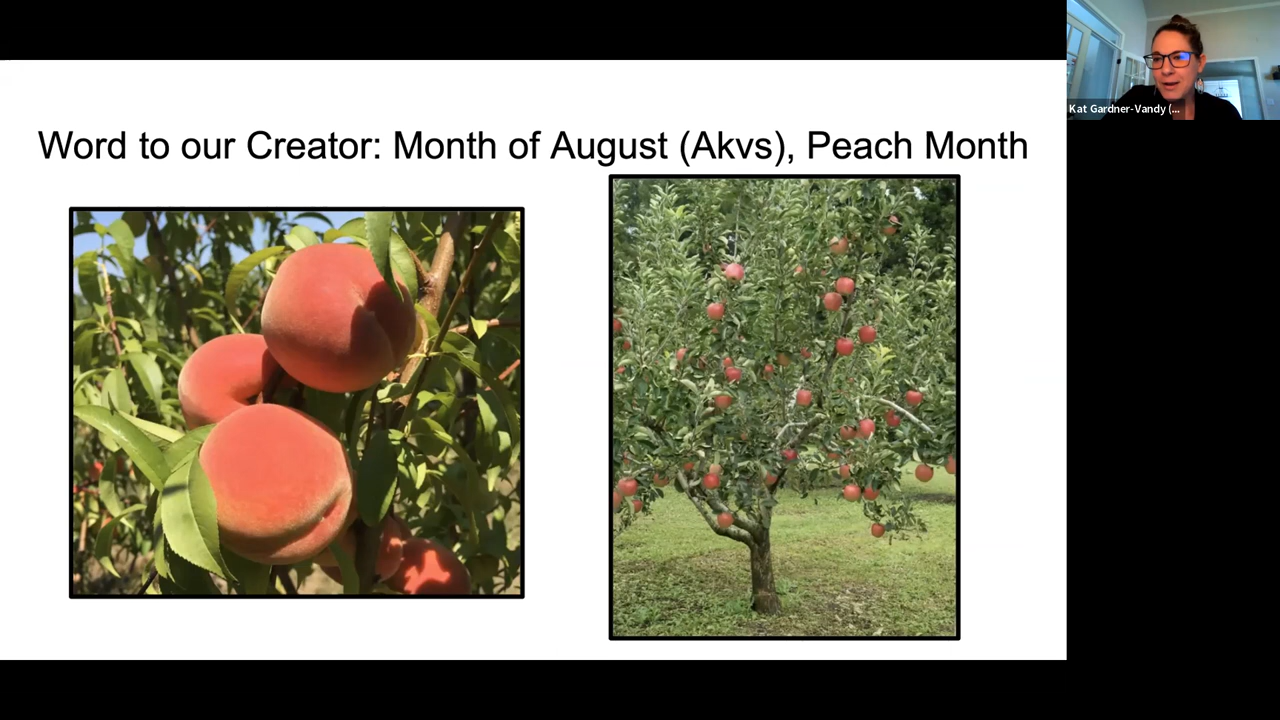 Word to our Creator: Month of August (Akvs), Peach Month
Kat Gardner-Vandy (...